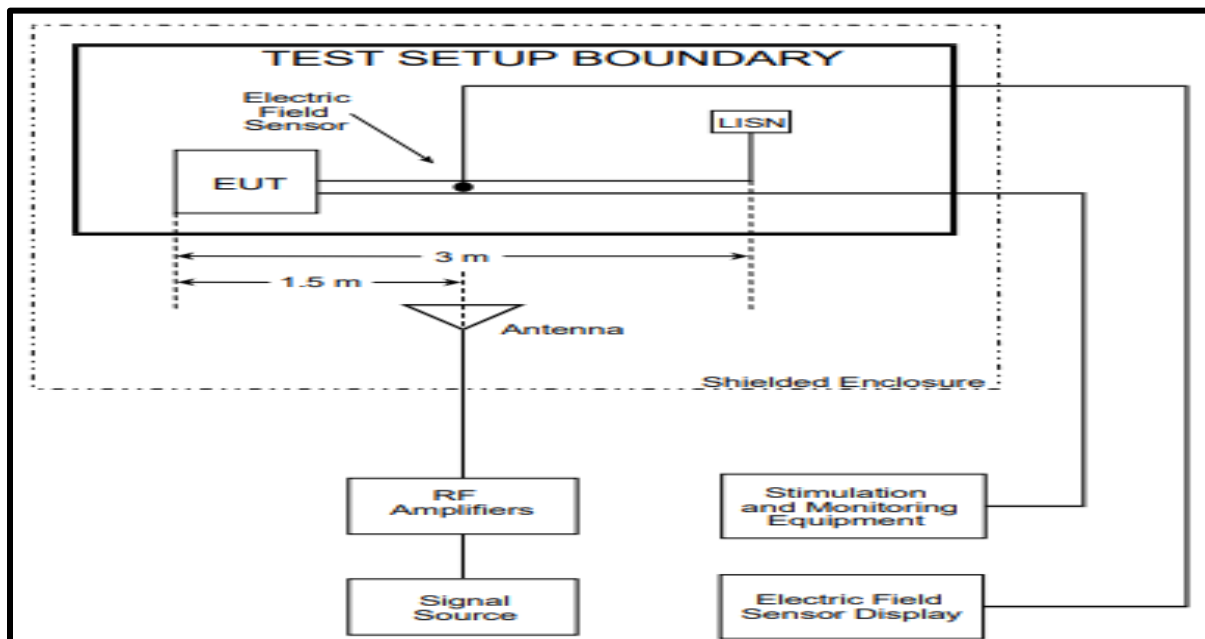 TEST SETUP BOUNDARY
Electric
Field
Sensor
LISN
EUT
3 m
1.5 m
Antenna
Shielded Enclosure
RF
Amplifiers
Stimulation
and Monitoring
Equipment
Signal
Source
Electric Field
Sensor Display